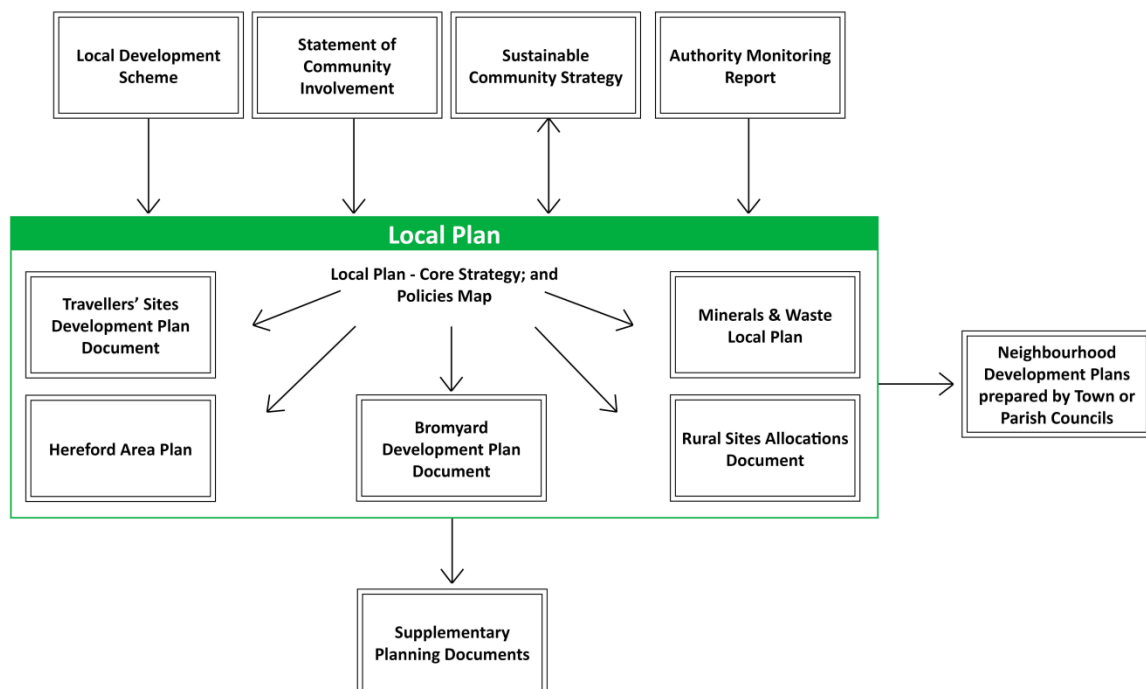 Local Development
Scheme
Statement of
Community
Involvement
Sustainable
Community Strategy
Authority Monitoring
Report
Local Plan
Local Plan - Core Strategy; and
Policies Map
Travellers’ Sites
Development Plan
Document
Minerals & Waste
Local Plan
Neighbourhood
Development Plans
prepared by Town or
Parish Councils
Hereford Area Plan
Bromyard
Development Plan
Document
Rural Sites Allocations
Document
Supplementary
Planning Documents